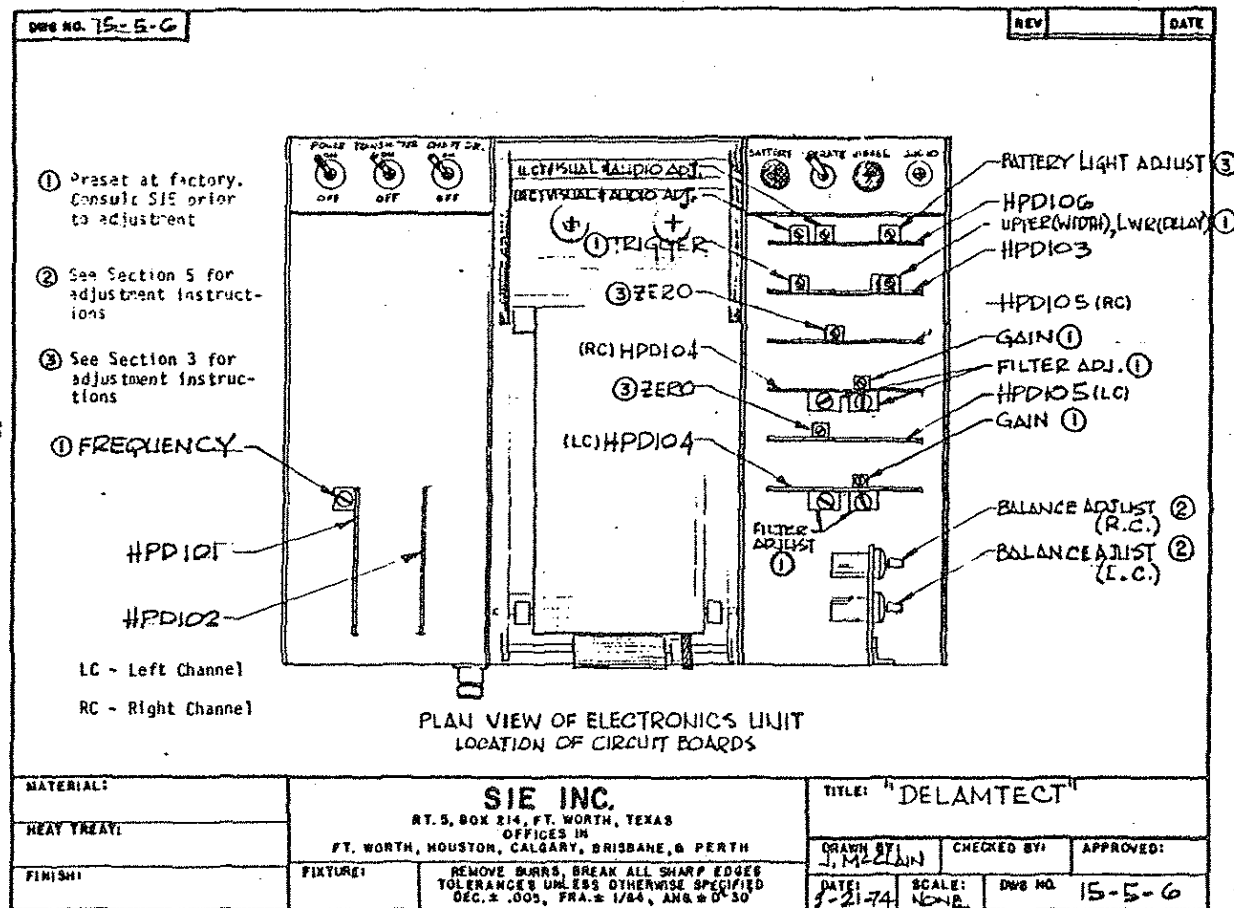 DWG NO. 15-5-6
REV DATE
① Preset at factory.
Consult SIE prior
to adjustment
② See Section 5 for
adjustment instruct-
ions
③ See Section 3 for
adjustment instruc-
tions
① FREQUENCY
HPD101
HPD102
LC - Left Channel
RC - Right Channel
POWER TRANSMITTER CHART DR.
ON ON ON
OFF OFF OFF
(LC) VISUAL & AUDIO ADJ.
(RC) VISUAL & AUDIO ADJ.
① TRIGGER
③ ZERO
(RC) HPD104
③ ZERO
(LC) HPD104
FILTER
ADJUST
①
BATTERY OPERATE
BATTERY LIGHT ADJUST ③
HPD106
UPPER(WIDTH), LWR(DELAY) ①
HPD103
HPD105 (RC)
GAIN ①
FILTER ADJ. ①
HPD105 (LC)
GAIN ①
BALANCE ADJUST ②
(R.C.)
BALANCE ADJUST ②
(L.C.)
PLAN VIEW OF ELECTRONICS UNIT
LOCATION OF CIRCUIT BOARDS
MATERIAL:
HEAT TREAT:
FINISH:
SIE INC.
RT. 5, BOX 214, FT. WORTH, TEXAS
OFFICES IN
FT. WORTH, HOUSTON, CALGARY, BRISBANE, & PERTH
FIXTURE:
REMOVE BURRS, BREAK ALL SHARP EDGES
TOLERANCES UNLESS OTHERWISE SPECIFIED
DEC. ± .005, FRA. ± 1/64, ANG. ± 0°30'
TITLE: "DELAMTECT"
DRAWN BY: J. McCLAIN
CHECKED BY:
APPROVED:
DATE: -21-74
SCALE: NONE
DWG NO. 15-5-6